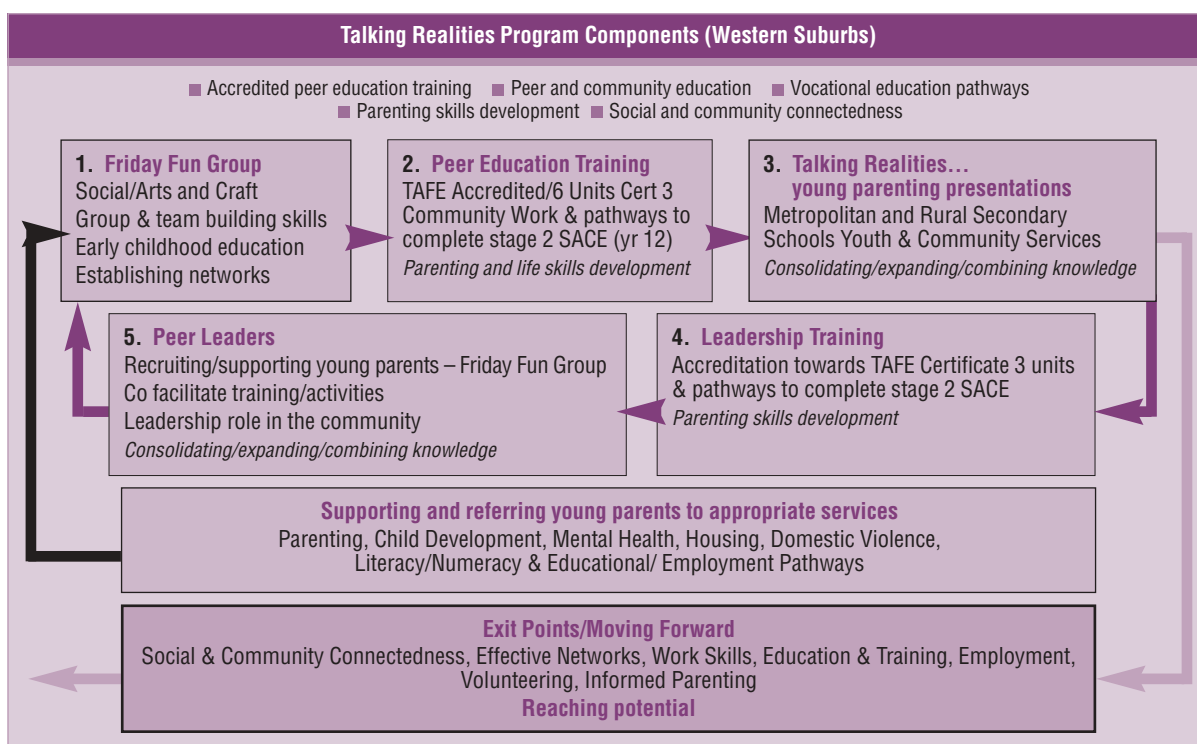 Talking Realities Program Components (Western Suburbs)
Accredited peer education training Peer and community education Vocational education pathways
Parenting skills development Social and community connectedness
1. Friday Fun Group
Social/Arts and Craft
Group & team building skills
Early childhood education
Establishing networks
2. Peer Education Training
TAFE Accredited/6 Units Cert 3
Community Work & pathways to
complete stage 2 SACE (yr 12)
Parenting and life skills development
3. Talking Realities…
young parenting presentations
Metropolitan and Rural Secondary
Schools Youth & Community Services
Consolidating/expanding/combining knowledge
4. Leadership Training
Accreditation towards TAFE Certificate 3 units
& pathways to complete stage 2 SACE
Parenting skills development
5. Peer Leaders
Recruiting/supporting young parents – Friday Fun Group
Co facilitate training/activities
Leadership role in the community
Consolidating/expanding/combining knowledge
Supporting and referring young parents to appropriate services
Parenting, Child Development, Mental Health, Housing, Domestic Violence,
Literacy/Numeracy & Educational/ Employment Pathways
Exit Points/Moving Forward
Social & Community Connectedness, Effective Networks, Work Skills, Education & Training, Employment,
Volunteering, Informed Parenting
Reaching potential